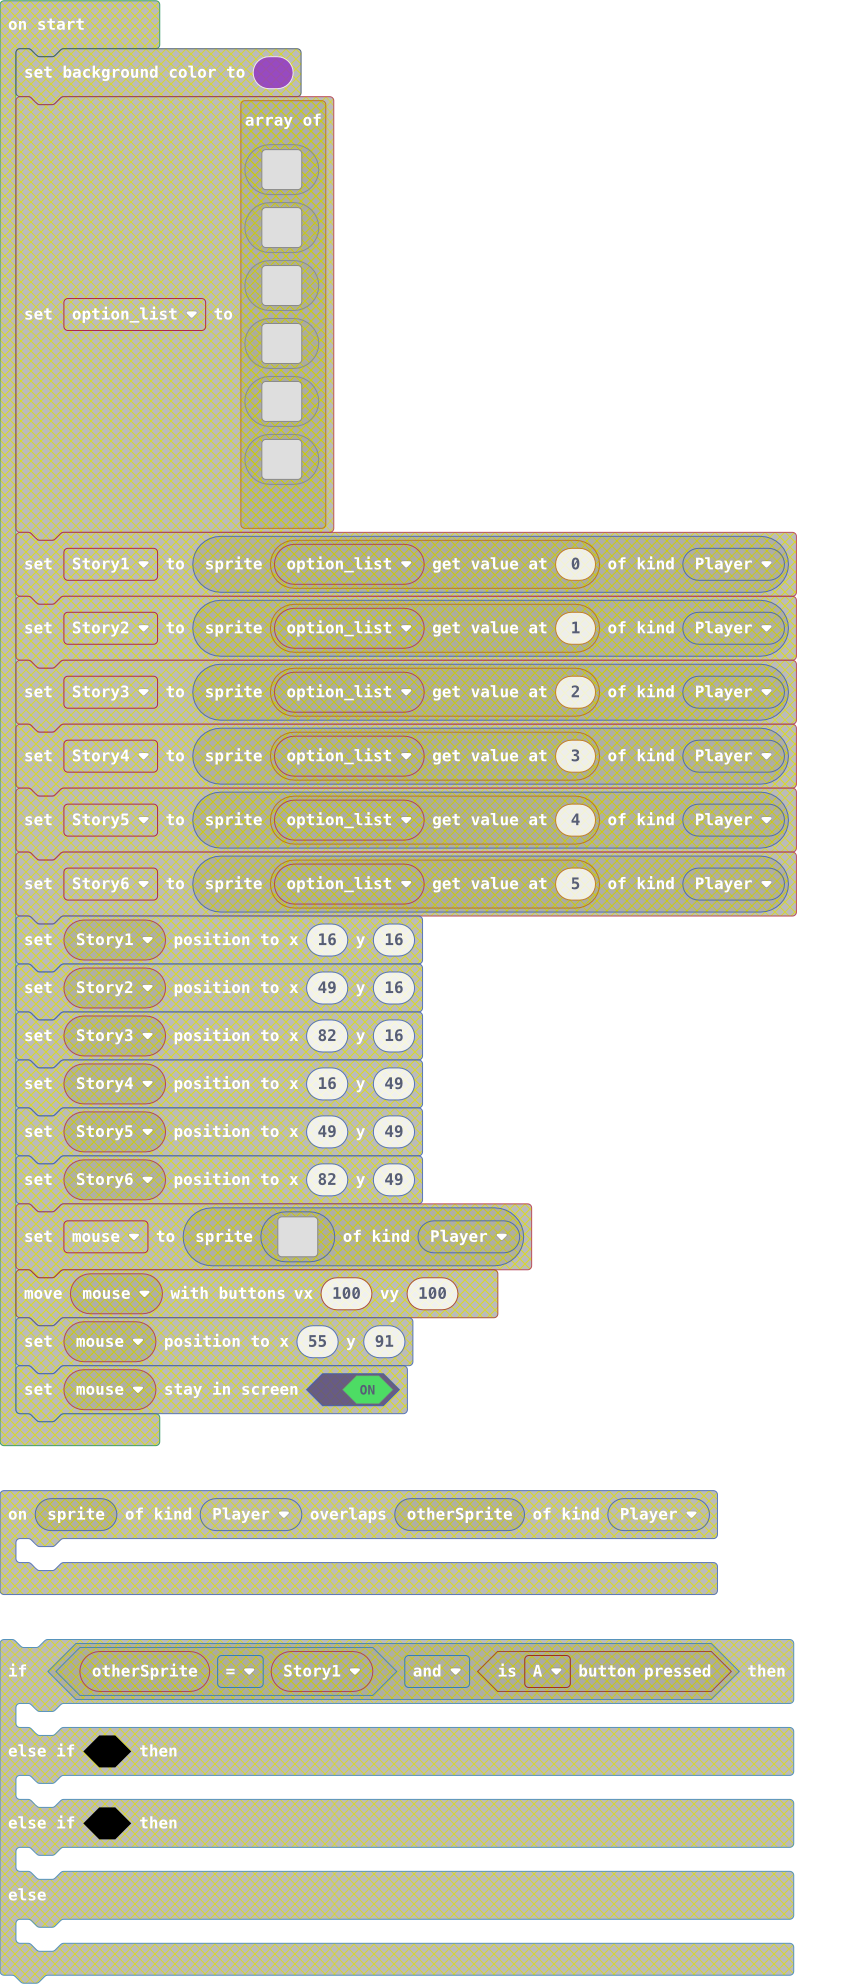 on start
set background color to
array of
set option_list to
set Story1 to sprite option_list get value at 0 of kind Player
set Story2 to sprite option_list get value at 1 of kind Player
set Story3 to sprite option_list get value at 2 of kind Player
set Story4 to sprite option_list get value at 3 of kind Player
set Story5 to sprite option_list get value at 4 of kind Player
set Story6 to sprite option_list get value at 5 of kind Player
set Story1 position to x 16 y 16
set Story2 position to x 49 y 16
set Story3 position to x 82 y 16
set Story4 position to x 16 y 49
set Story5 position to x 49 y 49
set Story6 position to x 82 y 49
set mouse to sprite of kind Player
move mouse with buttons vx 100 vy 100
set mouse position to x 55 y 91
set mouse stay in screen ON
on sprite of kind Player overlaps otherSprite of kind Player
if otherSprite = Story1 and is A button pressed then
else if then
else if then
else